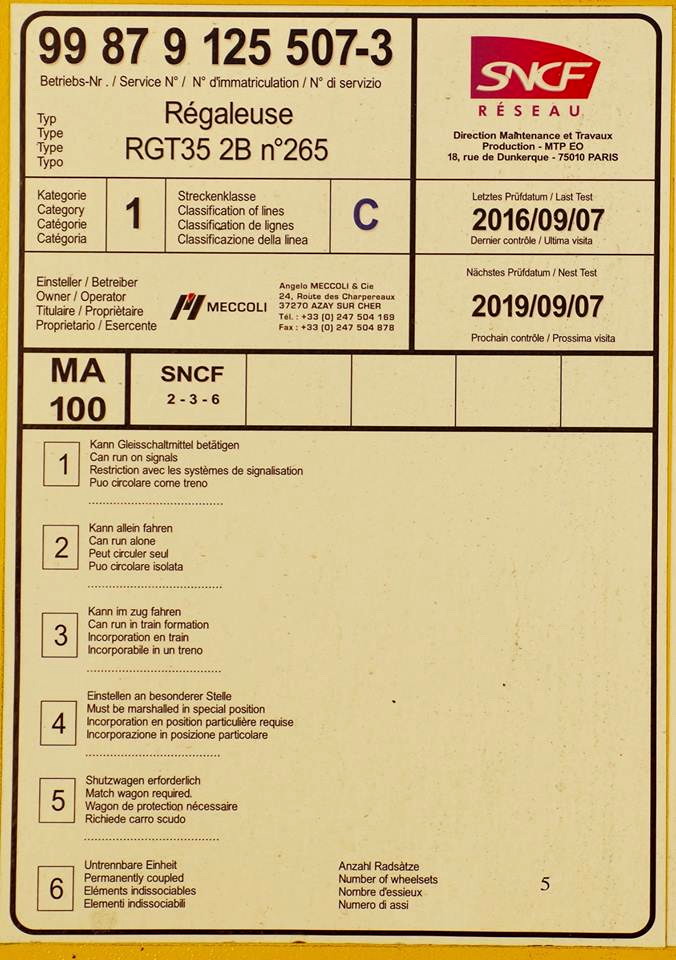 99 87 9 125 507-3
Betriebs-Nr . / Service N° / N° d'immatriculation / N° di servizio
Typ
Type
Type
Typo
Régaleuse
RGT35 2B n°265
SNCF
RÉSEAU
Direction Maintenance et Travaux
Production - MTP EO
18, rue de Dunkerque - 75010 PARIS
Kategorie
Category
Catégorie
Catégoria
1
Streckenklasse
Classification of lines
Classification de lignes
Classificazione della linea
C
Letztes Prüfdatum / Last Test
2016/09/07
Dernier contrôle / Ultima visita
Einsteller / Betreiber
Owner / Operator
Titulaire / Propriètaire
Proprietario / Esercente
MECCOLI
Angelo MECCOLI & Cie
24, Route des Charpereaux
37270 AZAY SUR CHER
Tél. : +33 (0) 247 504 169
Fax : +33 (0) 247 504 878
Nächstes Prüfdatum / Nest Test
2019/09/07
Prochain contrôle / Prossima visita
MA
100
SNCF
2 - 3 - 6
1
Kann Gleisschaltmittel betätigen
Can run on signals
Restriction avec les systèmes de signalisation
Puo circolare come treno
2
Kann allein fahren
Can run alone
Peut circuler seul
Puo circolare isolata
3
Kann im zug fahren
Can run in train formation
Incorporation en train
Incorporabile in un treno
4
Einstellen an besonderer Stelle
Must be marshalled in special position
Incorporation en position particulière requise
Incorporazione in posizione particolare
5
Shutzwagen erforderlich
Match wagon required.
Wagon de protection nécessaire
Richiede carro scudo
6
Untrennbare Einheit
Permanently coupled
Eléments indissociables
Elementi indissociabili
Anzahl Radsàtze
Number of wheelsets
Nombre d'essieux
Numero di assi
5